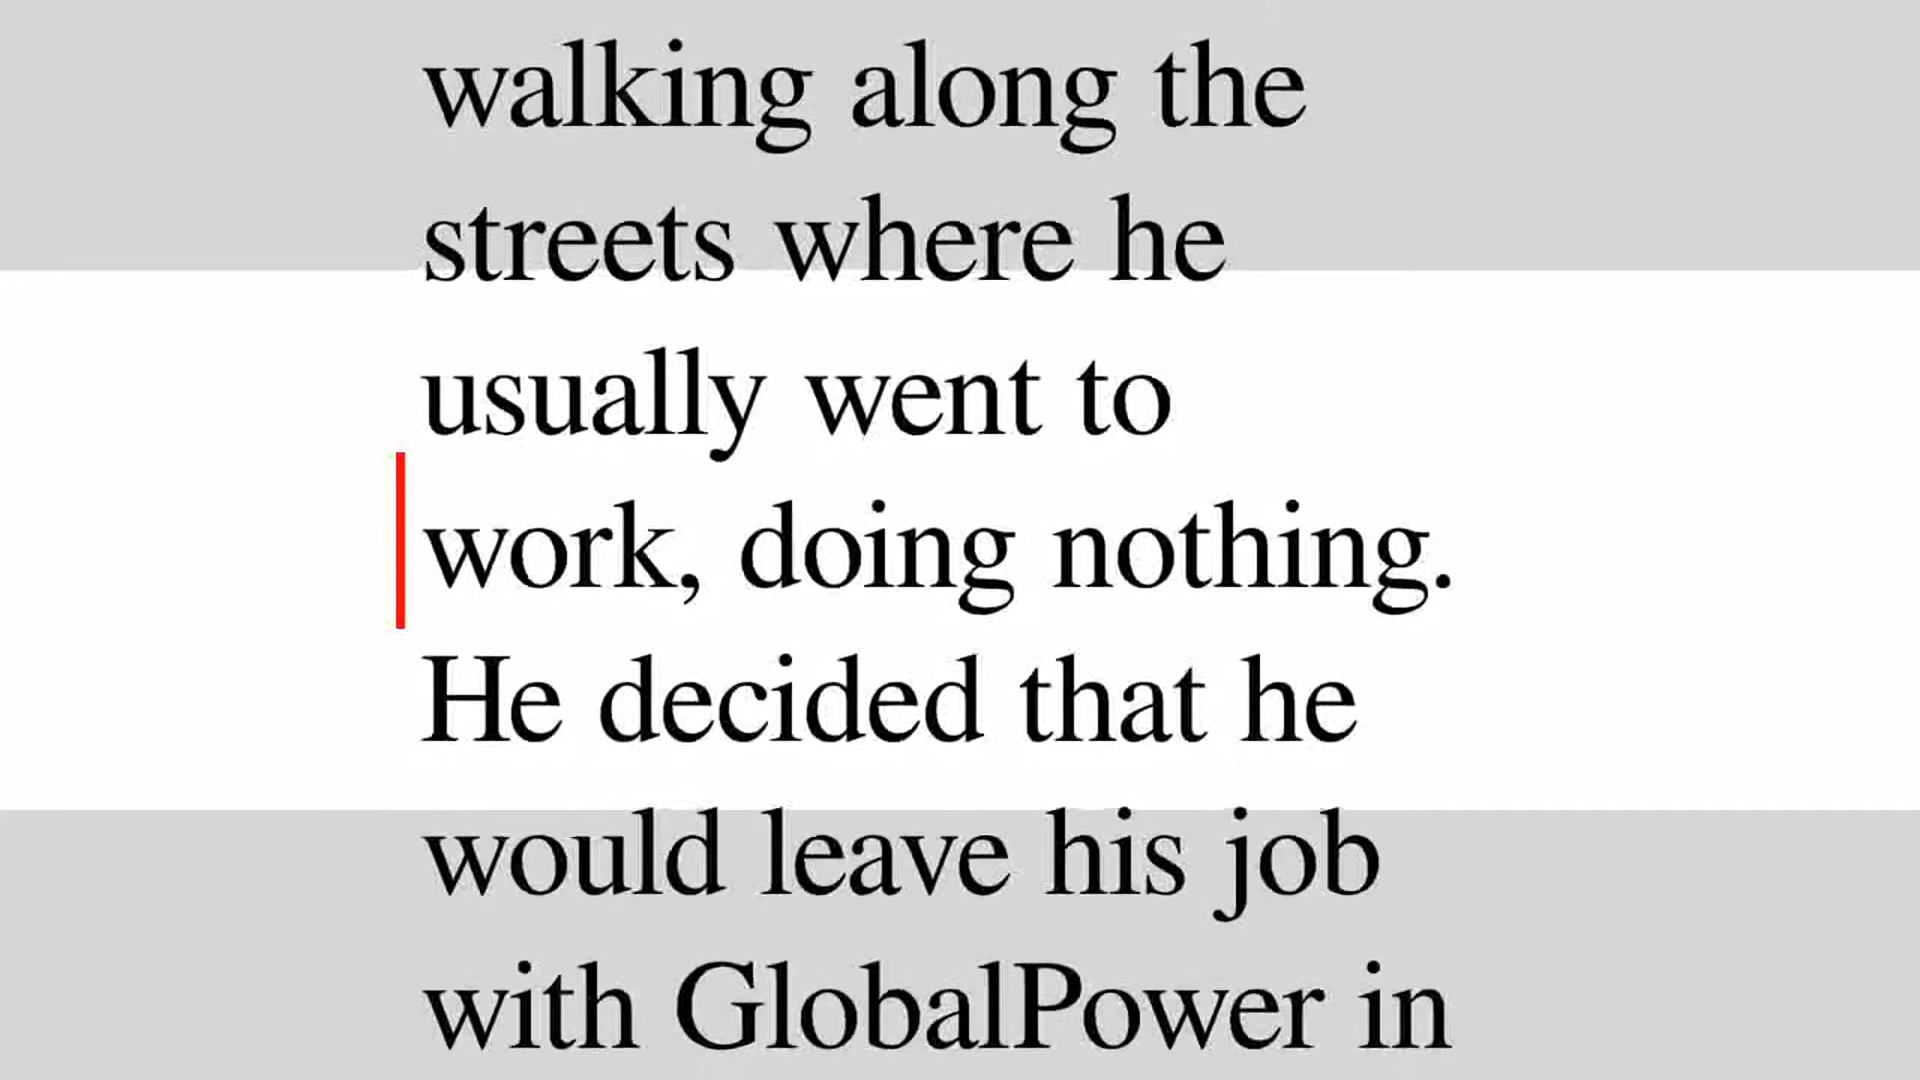 walking along the
streets where he
usually went to
work, doing nothing.
He decided that he
would leave his job
with GlobalPower in